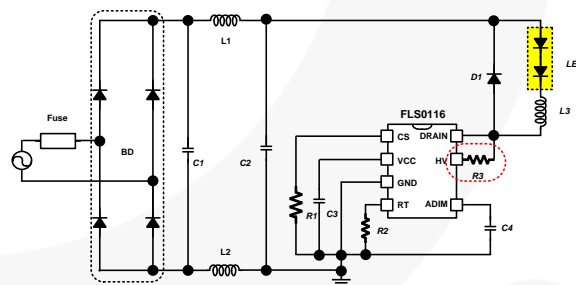 L1
LE
D1
L3
FLS0116
Fuse
CS
DRAIN
BD
C1
C2
VCC
HV
R3
GND
R1
C3
RT
ADIM
R2
C4
L2